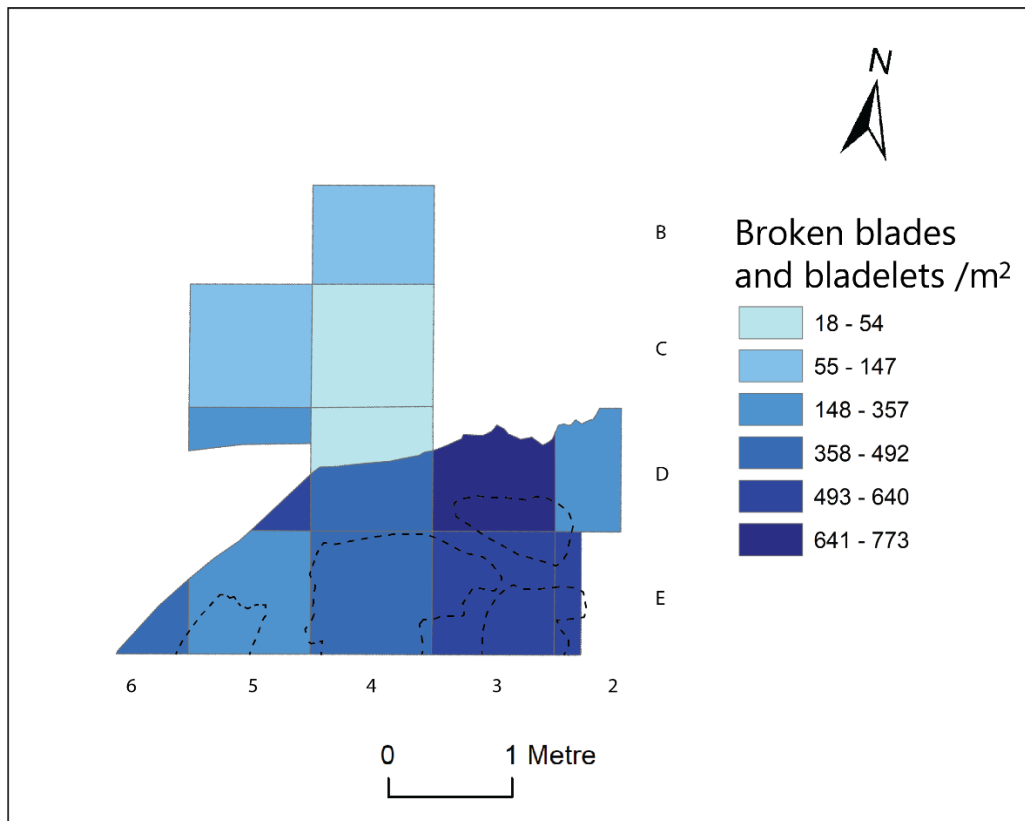 N
B
Broken blades
and bladelets /m²
18 - 54
C
55 - 147
148 - 357
358 - 492
D
493 - 640
641 - 773
E
6 5 4 3 2
0 1 Metre